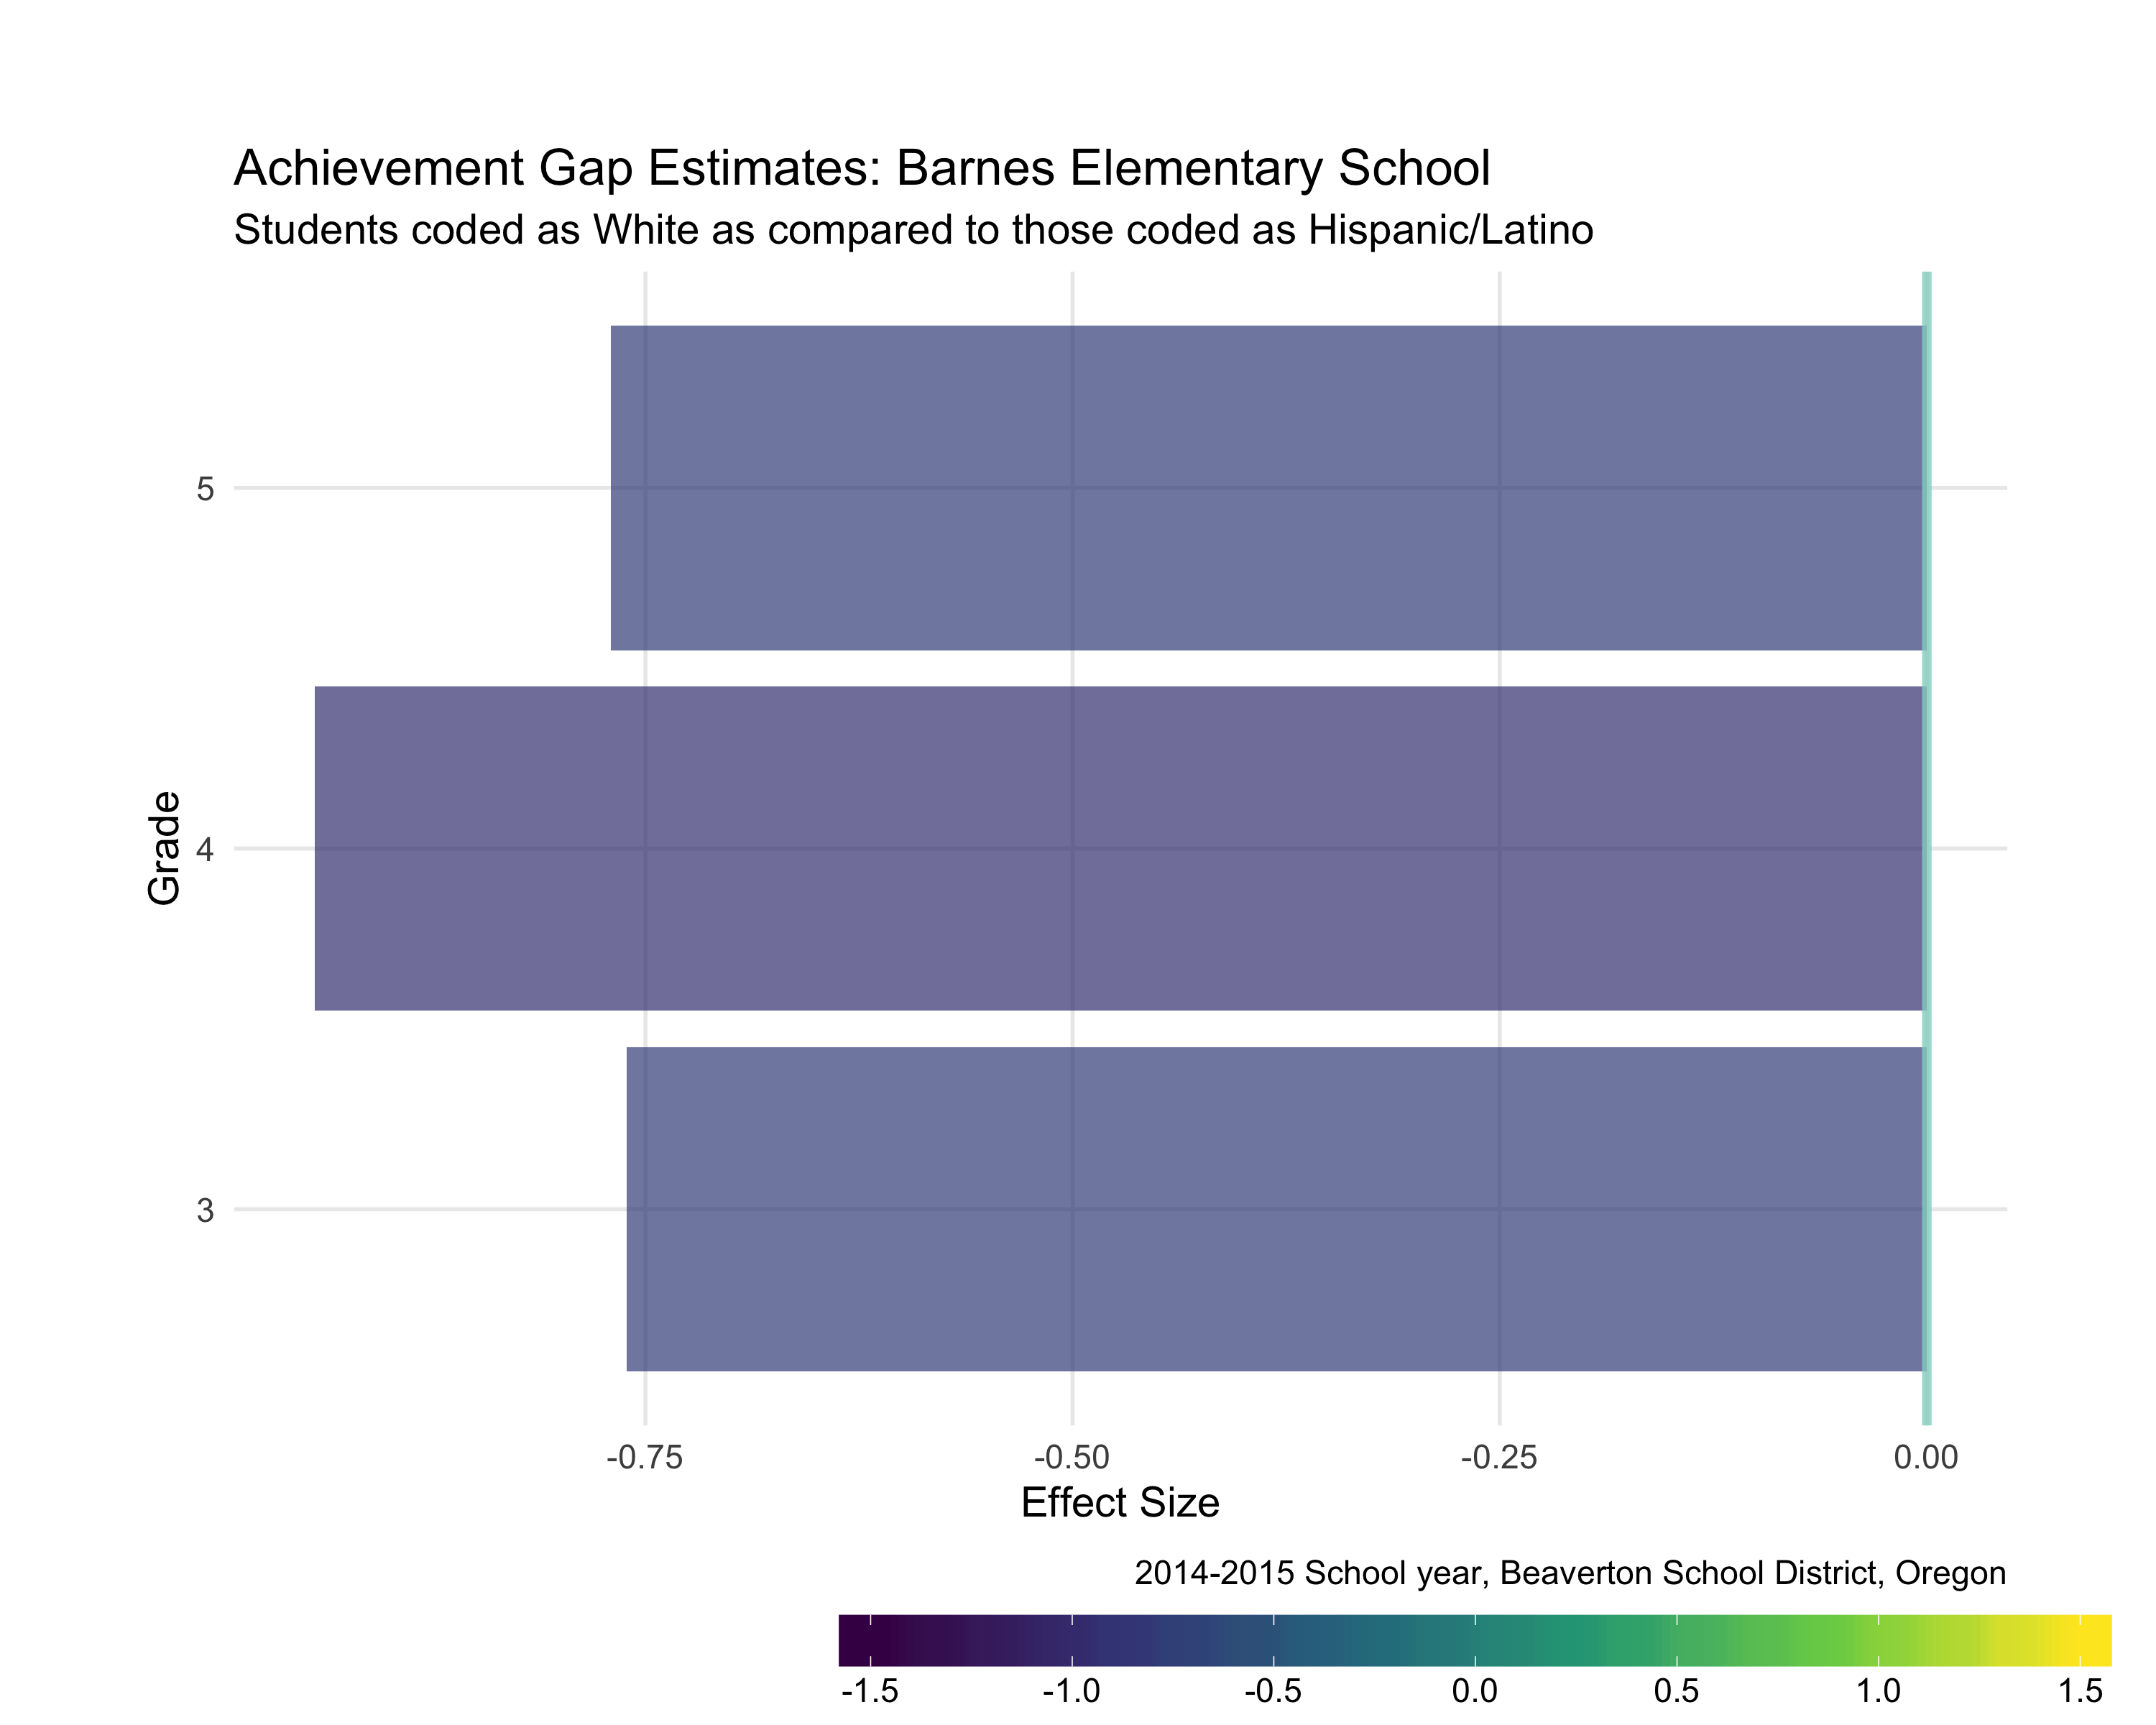 Achievement Gap Estimates: Barnes Elementary School
Students coded as White as compared to those coded as Hispanic/Latino
5
4
3
Grade
-0.75 -0.50 -0.25 0.00
Effect Size
2014-2015 School year, Beaverton School District, Oregon
-1.5 -1.0 -0.5 0.0 0.5 1.0 1.5